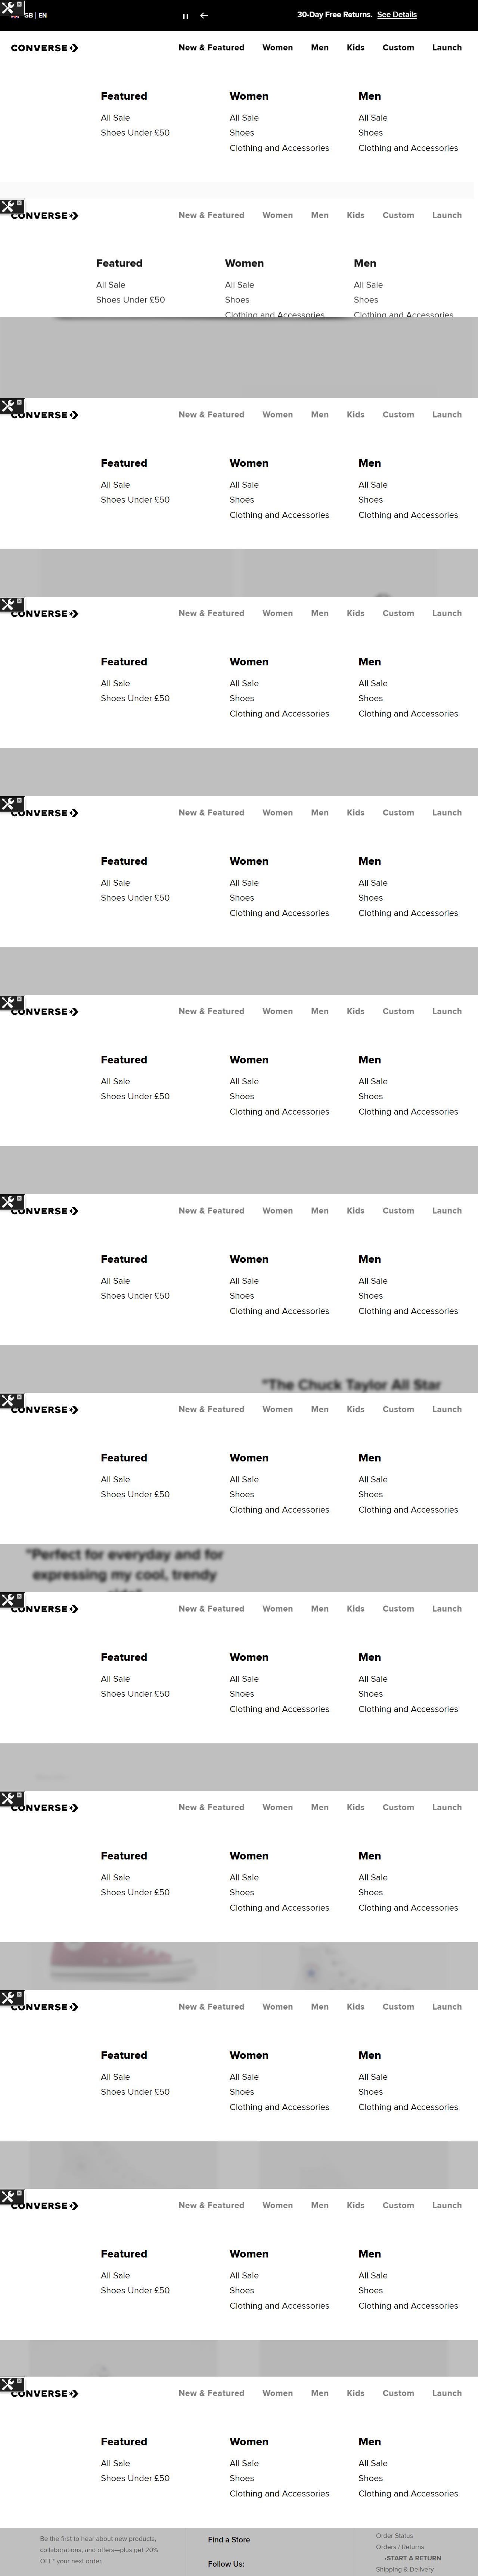 GB | EN
30-Day Free Returns. See Details
CONVERSE
New & Featured Women Men Kids Custom Launch
Featured Women Men
All Sale All Sale All Sale
Shoes Under £50 Shoes Shoes
Clothing and Accessories Clothing and Accessories
CONVERSE
New & Featured Women Men Kids Custom Launch
Featured Women Men
All Sale All Sale All Sale
Shoes Under £50 Shoes Shoes
Clothing and Accessories Clothing and Accessories
CONVERSE
New & Featured Women Men Kids Custom Launch
Featured Women Men
All Sale All Sale All Sale
Shoes Under £50 Shoes Shoes
Clothing and Accessories Clothing and Accessories
CONVERSE
New & Featured Women Men Kids Custom Launch
Featured Women Men
All Sale All Sale All Sale
Shoes Under £50 Shoes Shoes
Clothing and Accessories Clothing and Accessories
CONVERSE
New & Featured Women Men Kids Custom Launch
Featured Women Men
All Sale All Sale All Sale
Shoes Under £50 Shoes Shoes
Clothing and Accessories Clothing and Accessories
CONVERSE
New & Featured Women Men Kids Custom Launch
Featured Women Men
All Sale All Sale All Sale
Shoes Under £50 Shoes Shoes
Clothing and Accessories Clothing and Accessories
CONVERSE
New & Featured Women Men Kids Custom Launch
Featured Women Men
All Sale All Sale All Sale
Shoes Under £50 Shoes Shoes
Clothing and Accessories Clothing and Accessories
"The Chuck Taylor All Star
CONVERSE
New & Featured Women Men Kids Custom Launch
Featured Women Men
All Sale All Sale All Sale
Shoes Under £50 Shoes Shoes
Clothing and Accessories Clothing and Accessories
"Perfect for everyday and for
expressing my cool, trendy
CONVERSE
New & Featured Women Men Kids Custom Launch
Featured Women Men
All Sale All Sale All Sale
Shoes Under £50 Shoes Shoes
Clothing and Accessories Clothing and Accessories
CONVERSE
New & Featured Women Men Kids Custom Launch
Featured Women Men
All Sale All Sale All Sale
Shoes Under £50 Shoes Shoes
Clothing and Accessories Clothing and Accessories
CONVERSE
New & Featured Women Men Kids Custom Launch
Featured Women Men
All Sale All Sale All Sale
Shoes Under £50 Shoes Shoes
Clothing and Accessories Clothing and Accessories
CONVERSE
New & Featured Women Men Kids Custom Launch
Featured Women Men
All Sale All Sale All Sale
Shoes Under £50 Shoes Shoes
Clothing and Accessories Clothing and Accessories
CONVERSE
New & Featured Women Men Kids Custom Launch
Featured Women Men
All Sale All Sale All Sale
Shoes Under £50 Shoes Shoes
Clothing and Accessories Clothing and Accessories
Be the first to hear about new products,
collaborations, and offers—plus get 20%
OFF* your next order.
Find a Store
Follow Us:
Order Status
Orders / Returns
•START A RETURN
Shipping & Delivery